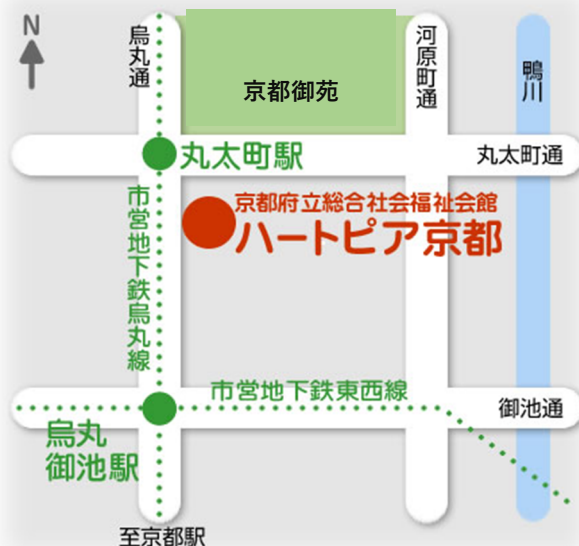 N
烏丸通
京都御苑
河原町通
鴨川
丸太町駅
丸太町通
京都府立総合社会福祉会館
ハートピア京都
市営地下鉄烏丸線
市営地下鉄東西線
御池通
烏丸
御池駅
至京都駅